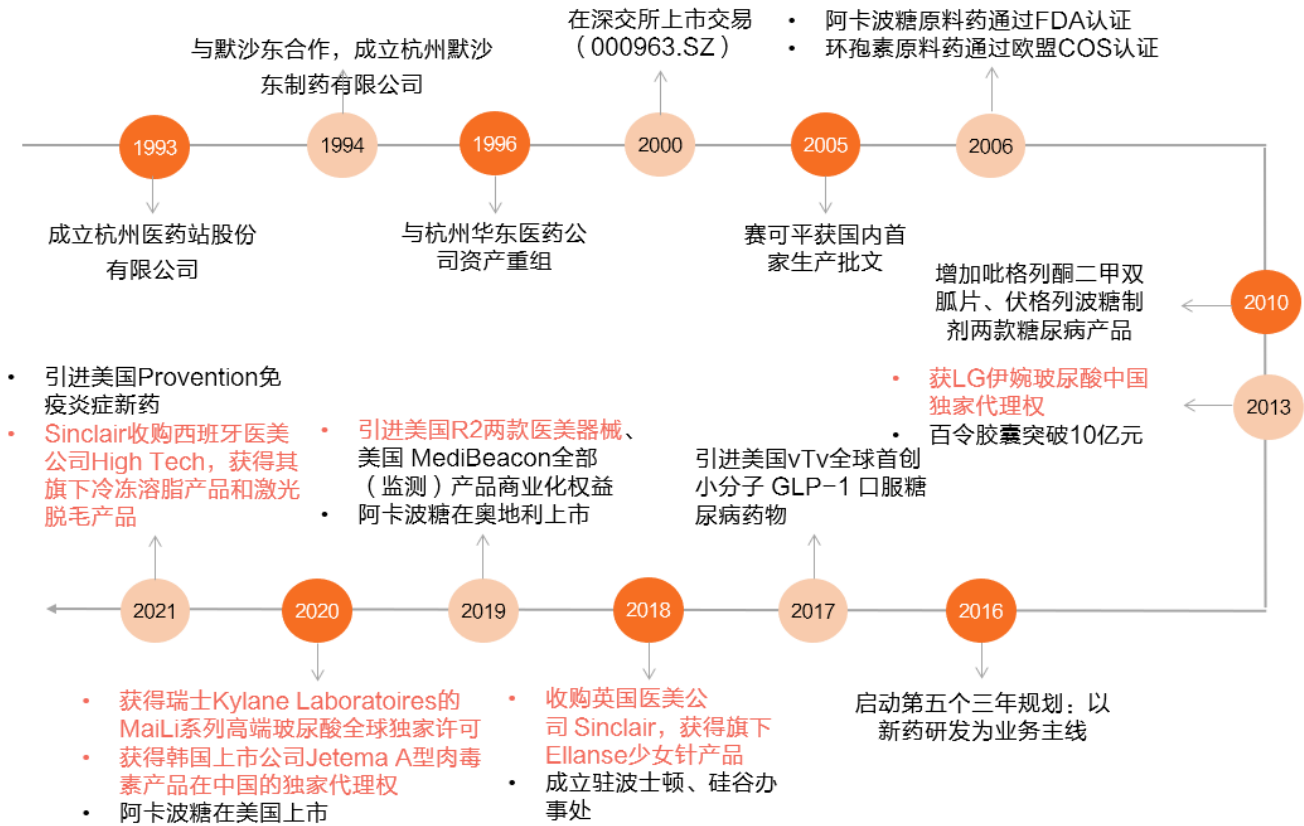 与默沙东合作，成立杭州默沙
东制药有限公司
在深交所上市交易
（000963.SZ）
• 阿卡波糖原料药通过FDA认证
• 环孢素原料药通过欧盟COS认证
1993
1994
1996
2000
2005
2006
成立杭州医药站股份
有限公司
与杭州华东医药公
司资产重组
赛可平获国内首
家生产批文
增加吡格列酮二甲双
胍片、伏格列波糖制
剂两款糖尿病产品
2010
• 获LG伊婉玻尿酸中国
独家代理权
• 百令胶囊突破10亿元
2013
• 引进美国Provention免
疫炎症新药
• Sinclair收购西班牙医美
公司High Tech，获得其
旗下冷冻溶脂产品和激光
脱毛产品
• 引进美国R2两款医美器械、
美国 MediBeacon全部
（监测）产品商业化权益
• 阿卡波糖在奥地利上市
引进美国vTv全球首创
小分子 GLP-1 口服糖
尿病药物
2021
2020
2019
2018
2017
2016
• 获得瑞士Kylane Laboratoires的
MaiLi系列高端玻尿酸全球独家许可
• 获得韩国上市公司Jetema A型肉毒
素产品在中国的独家代理权
• 阿卡波糖在美国上市
• 收购英国医美公
司 Sinclair，获得旗下
Ellanse少女针产品
• 成立驻波士顿、硅谷办
事处
启动第五个三年规划：以
新药研发为业务主线